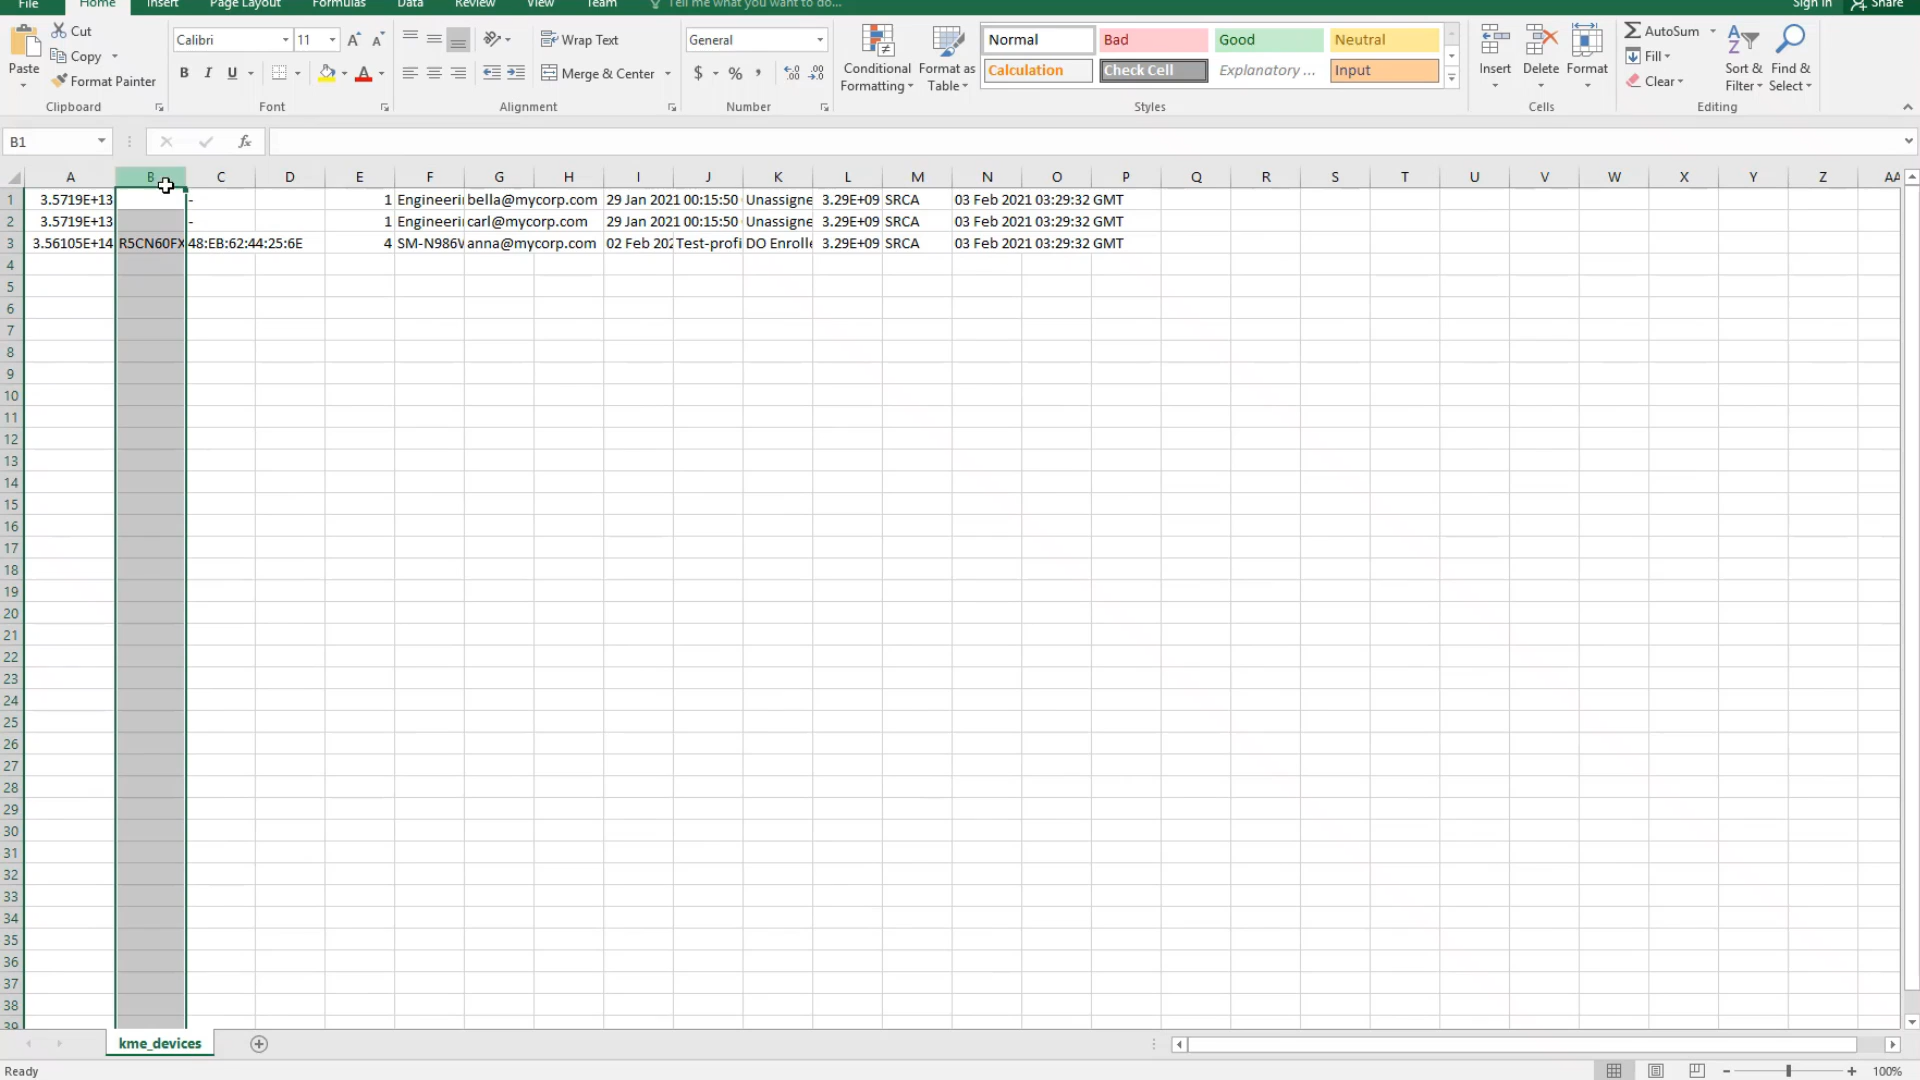 File Home Insert Page Layout Formulas Data Review View Team Tell me what you want to do... Sign in Share
Cut
Copy
Format Painter
Paste
Clipboard
Calibri 11
B I U
Font
Wrap Text
Merge & Center
Alignment
General
$ % ,
Number
Conditional Formatting
Format as Table
Normal Bad Good Neutral
Calculation Check Cell Explanatory ... Input
Styles
Insert Delete Format
Cells
AutoSum
Fill
Clear
Sort & Filter
Find & Select
Editing
B1 fx
A B C D E F G H I J K L M N O P Q R S T U V W X Y Z AA
1 3.5719E+13 - 1 Engineeri bella@mycorp.com 29 Jan 2021 00:15:50 Unassigne 3.29E+09 SRCA 03 Feb 2021 03:29:32 GMT
2 3.5719E+13 - 1 Engineeri carl@mycorp.com 29 Jan 2021 00:15:50 Unassigne 3.29E+09 SRCA 03 Feb 2021 03:29:32 GMT
3 3.56105E+14 R5CN60FX 48:EB:62:44:25:6E 4 SM-N986W anna@mycorp.com 02 Feb 202 Test-profi DO Enrolle 3.29E+09 SRCA 03 Feb 2021 03:29:32 GMT
4
5
6
7
8
9
10
11
12
13
14
15
16
17
18
19
20
21
22
23
24
25
26
27
28
29
30
31
32
33
34
35
36
37
38
39
kme_devices
Ready 100%